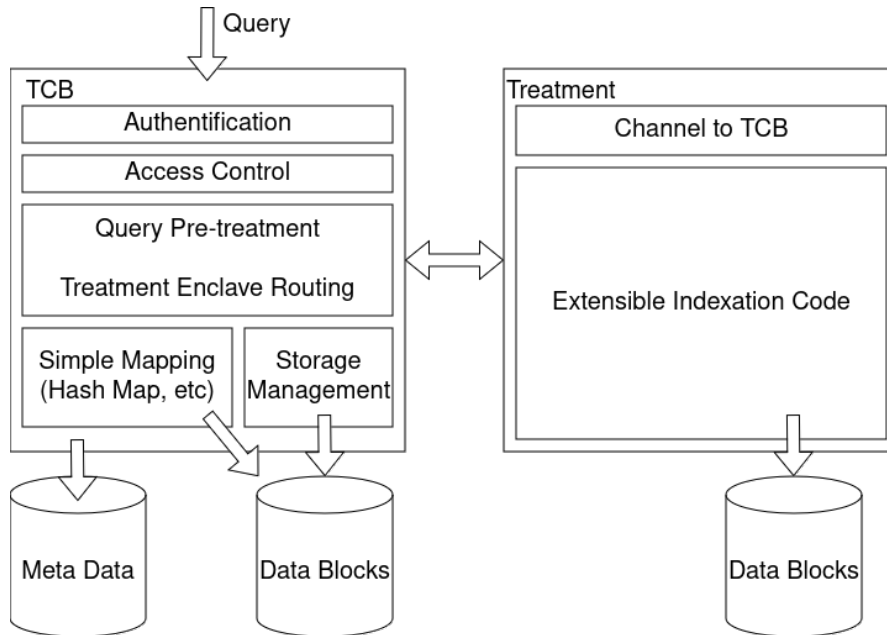 Query
TCB
Authentification
Access Control
Query Pre-treatment
Treatment Enclave Routing
Simple Mapping
(Hash Map, etc)
Storage
Management
Meta Data
Data Blocks
Treatment
Channel to TCB
Extensible Indexation Code
Data Blocks